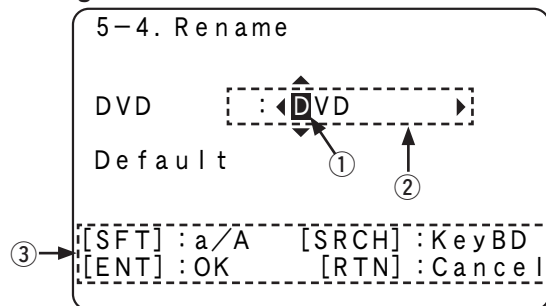 5-4. Rename
DVD : DVD
Default
①
②
③
[SFT] : a/A [SRCH] : KeyBD
[ENT] : OK [RTN] : Cancel